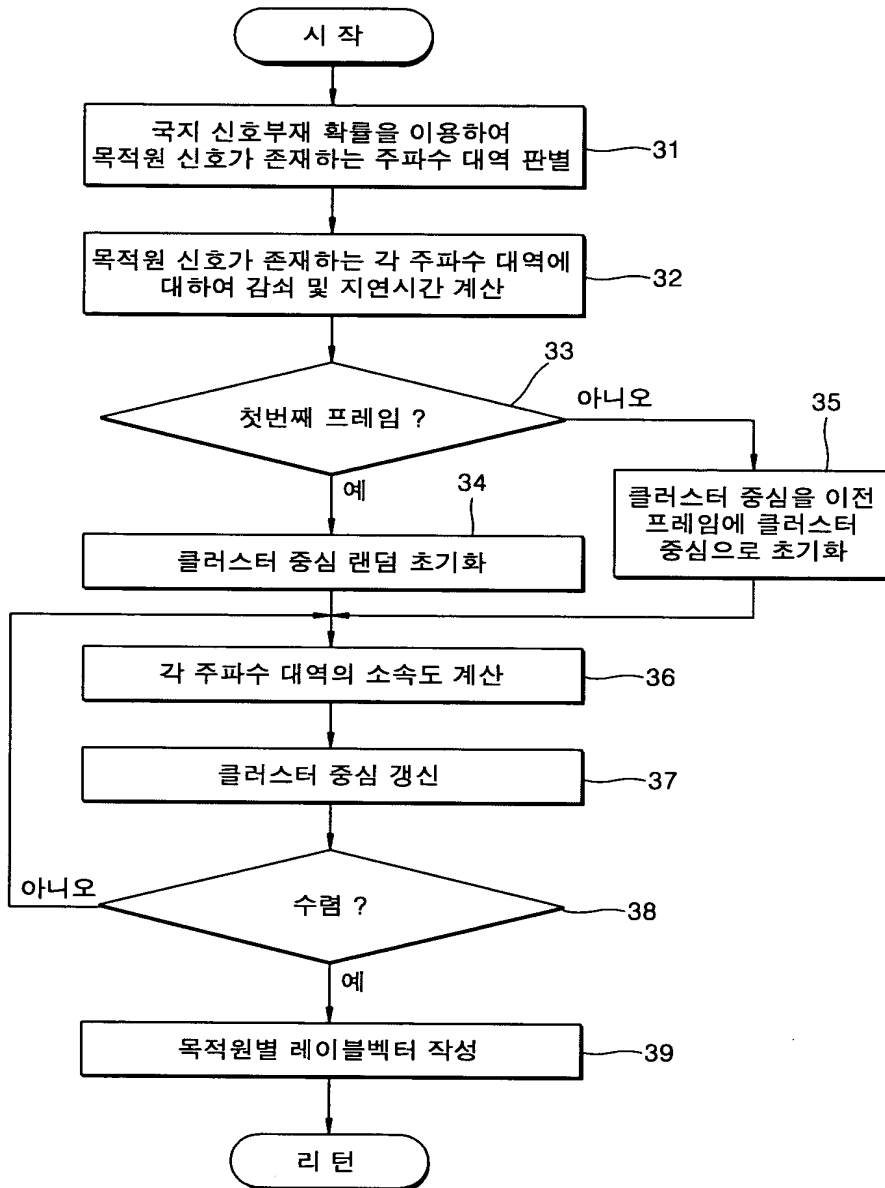 시 작
국지 신호부재 확률을 이용하여
목적원 신호가 존재하는 주파수 대역 판별
31
목적원 신호가 존재하는 각 주파수 대역에
대하여 감쇠 및 지연시간 계산
32
33
첫번째 프레임 ?
아니오
예
35
클러스터 중심을 이전
프레임에 클러스터
중심으로 초기화
34
클러스터 중심 랜덤 초기화
각 주파수 대역의 소속도 계산
36
클러스터 중심 갱신
37
아니오
수렴 ?
38
예
목적원별 레이블벡터 작성
39
리 턴